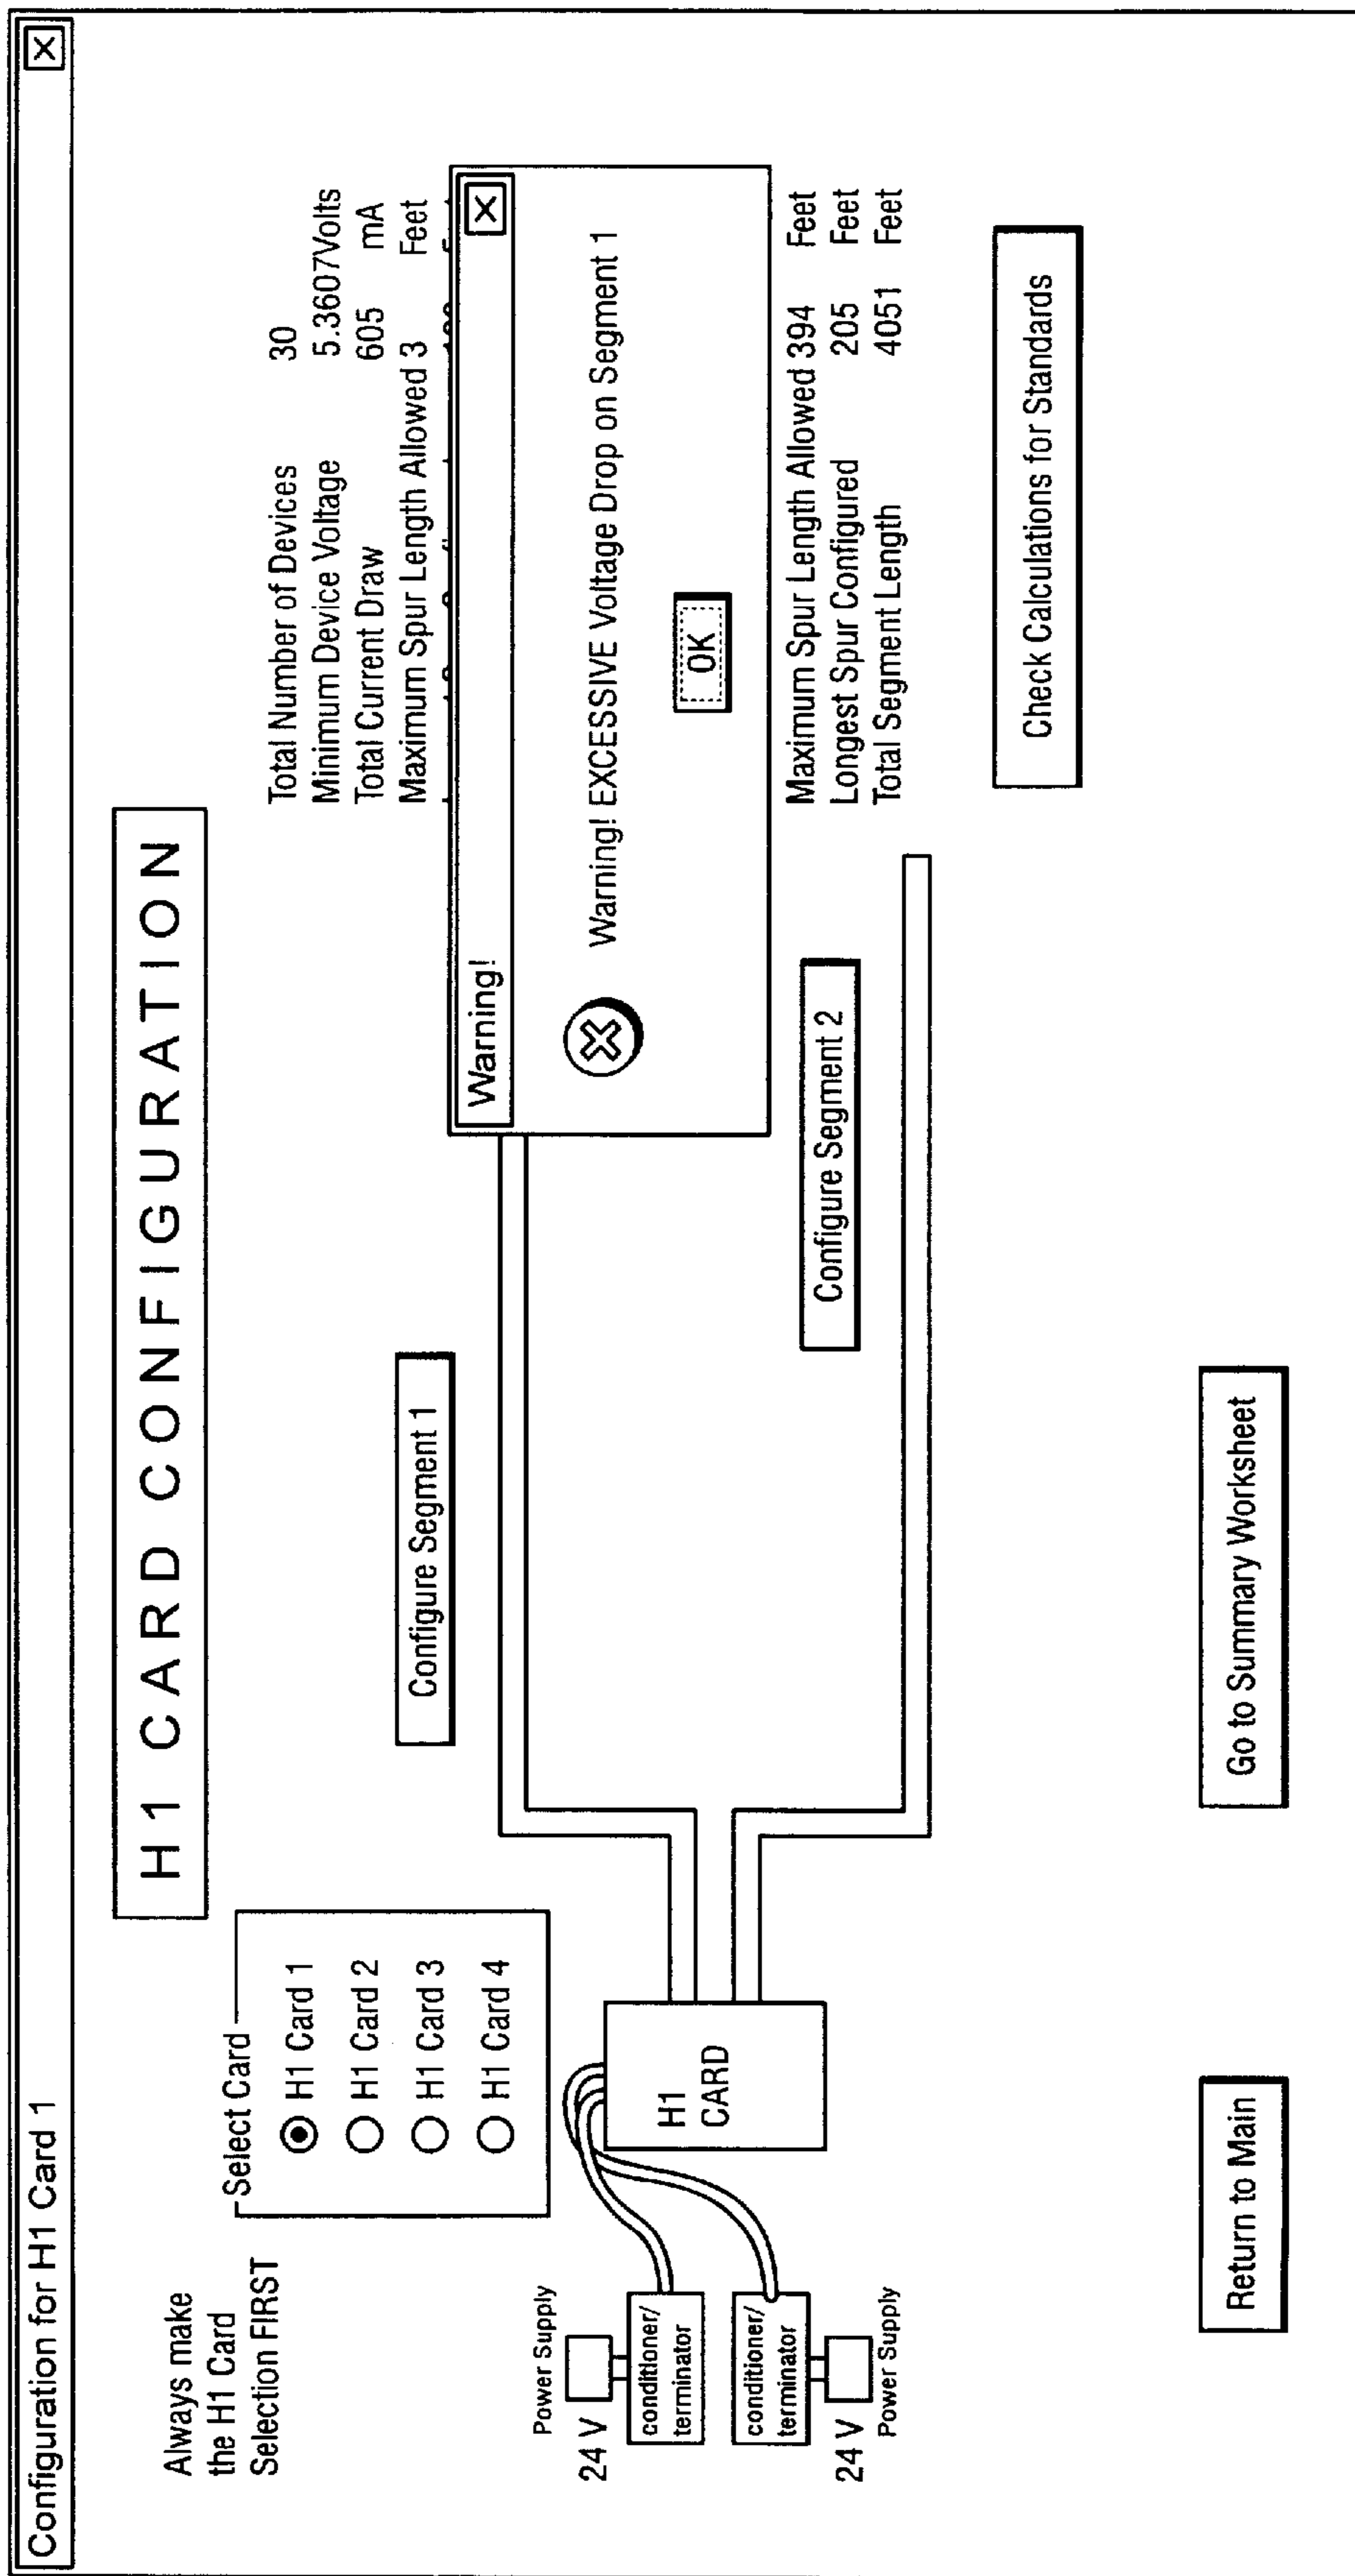 Configuration for H1 Card 1
H1 CARD CONFIGURATION
Always make
the H1 Card
Selection FIRST
Select Card
H1 Card 1
H1 Card 2
H1 Card 3
H1 Card 4
Total Number of Devices 30
Minimum Device Voltage 5.3607Volts
Total Current Draw 605 mA
Maximum Spur Length Allowed 3 Feet
Configure Segment 1
Warning!
Warning! EXCESSIVE Voltage Drop on Segment 1
OK
Power Supply
24 V
conditioner/
terminator
H1
CARD
conditioner/
terminator
24 V
Power Supply
Configure Segment 2
Maximum Spur Length Allowed 394 Feet
Longest Spur Configured 205 Feet
Total Segment Length 4051 Feet
Check Calculations for Standards
Return to Main
Go to Summary Worksheet